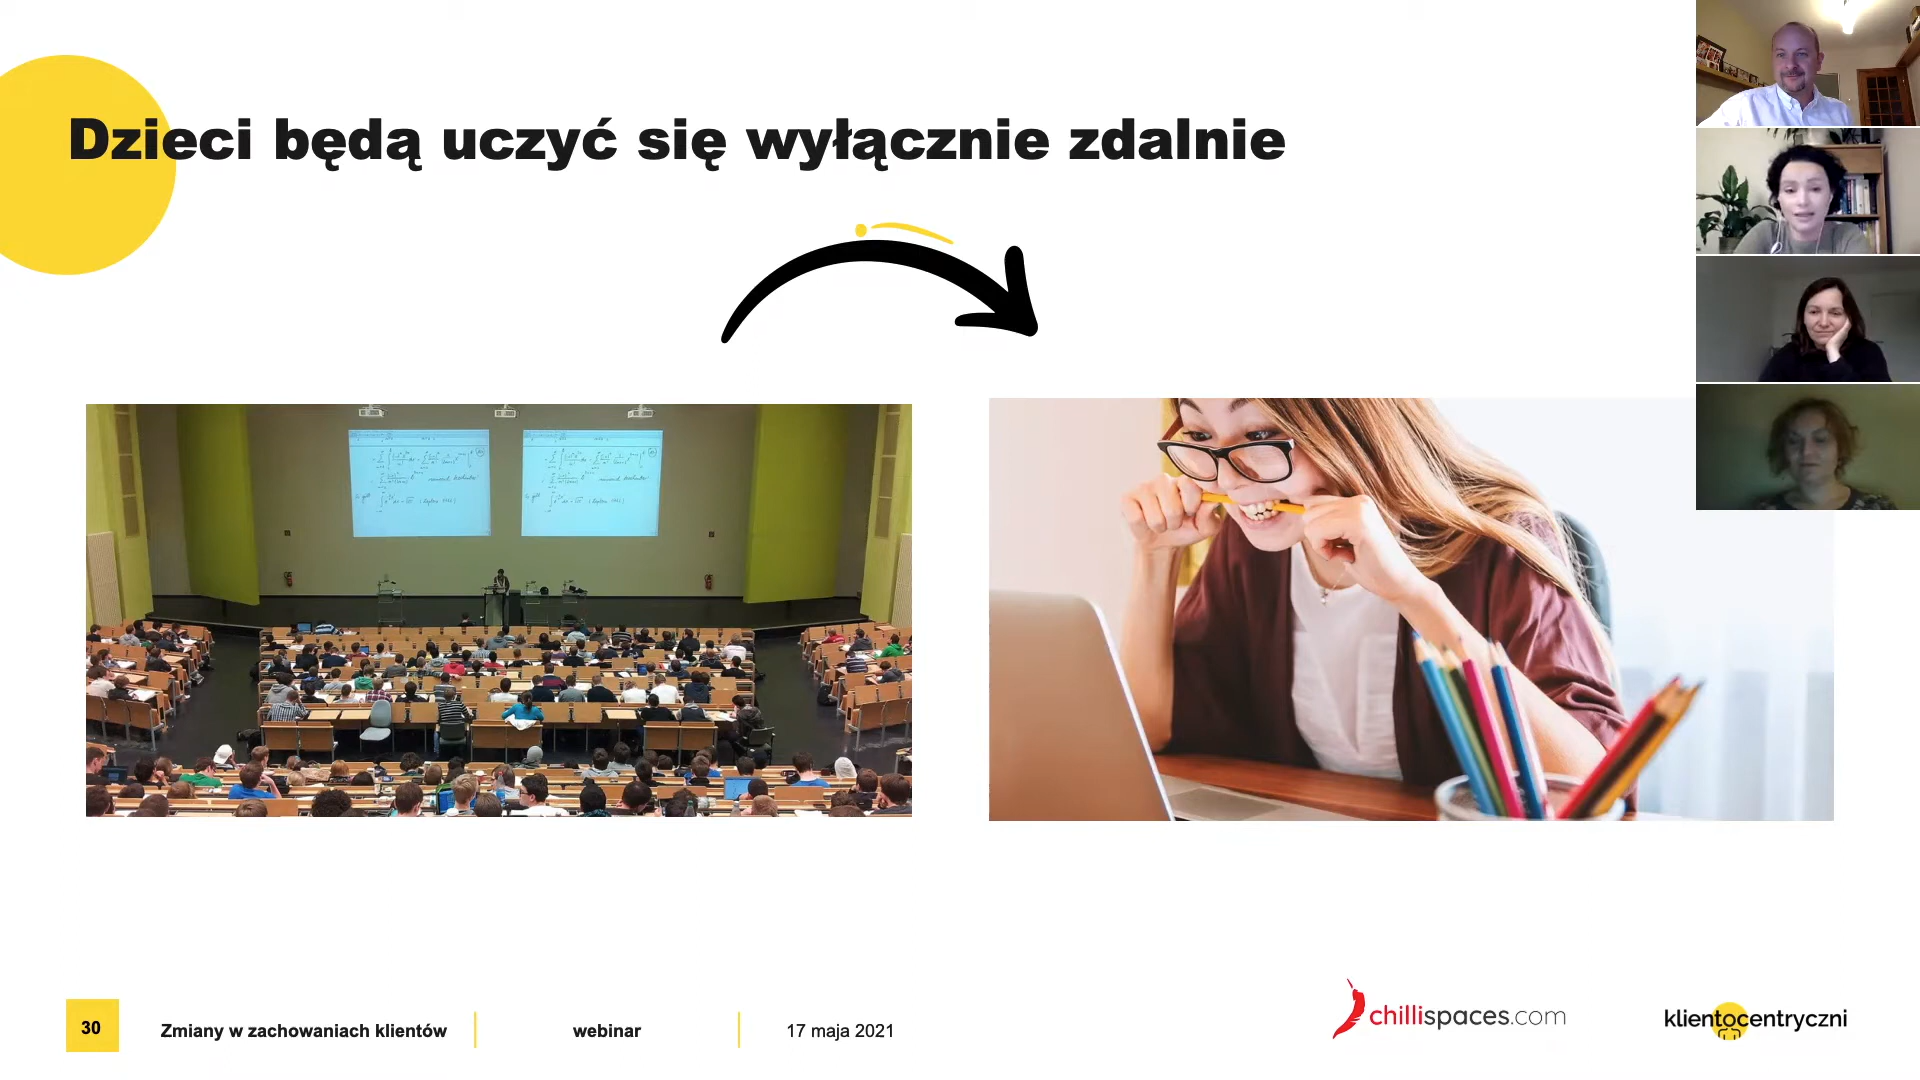 Dzieci będą uczyć się wyłącznie zdalnie
30
Zmiany w zachowaniach klientów
webinar
17 maja 2021
chillispaces.com
klientocentryczni